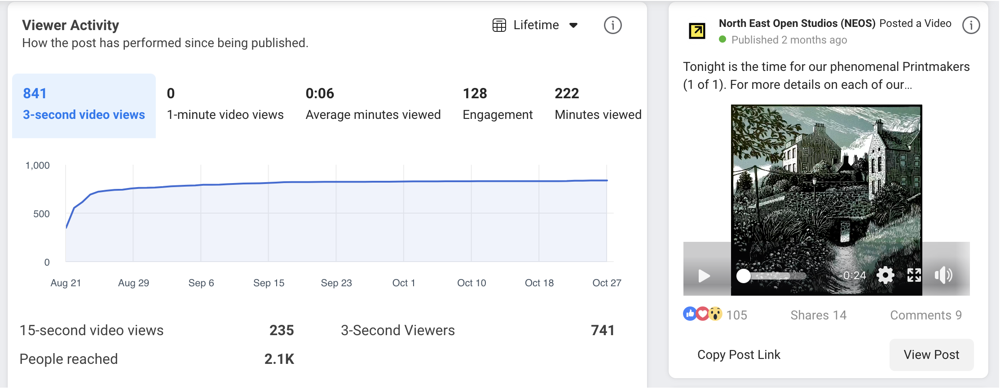 Viewer Activity
Lifetime
How the post has performed since being published.
841
3-second video views
0
1-minute video views
0:06
Average minutes viewed
128
Engagement
222
Minutes viewed
1,000
500
0
Aug 21
Aug 29
Sep 6
Sep 15
Sep 23
Oct 1
Oct 10
Oct 18
Oct 27
15-second video views 235
3-Second Viewers 741
People reached 2.1K
North East Open Studios (NEOS) Posted a Video
Published 2 months ago
Tonight is the time for our phenomenal Printmakers
(1 of 1). For more details on each of our...
-0:24
105
Shares 14
Comments 9
Copy Post Link
View Post